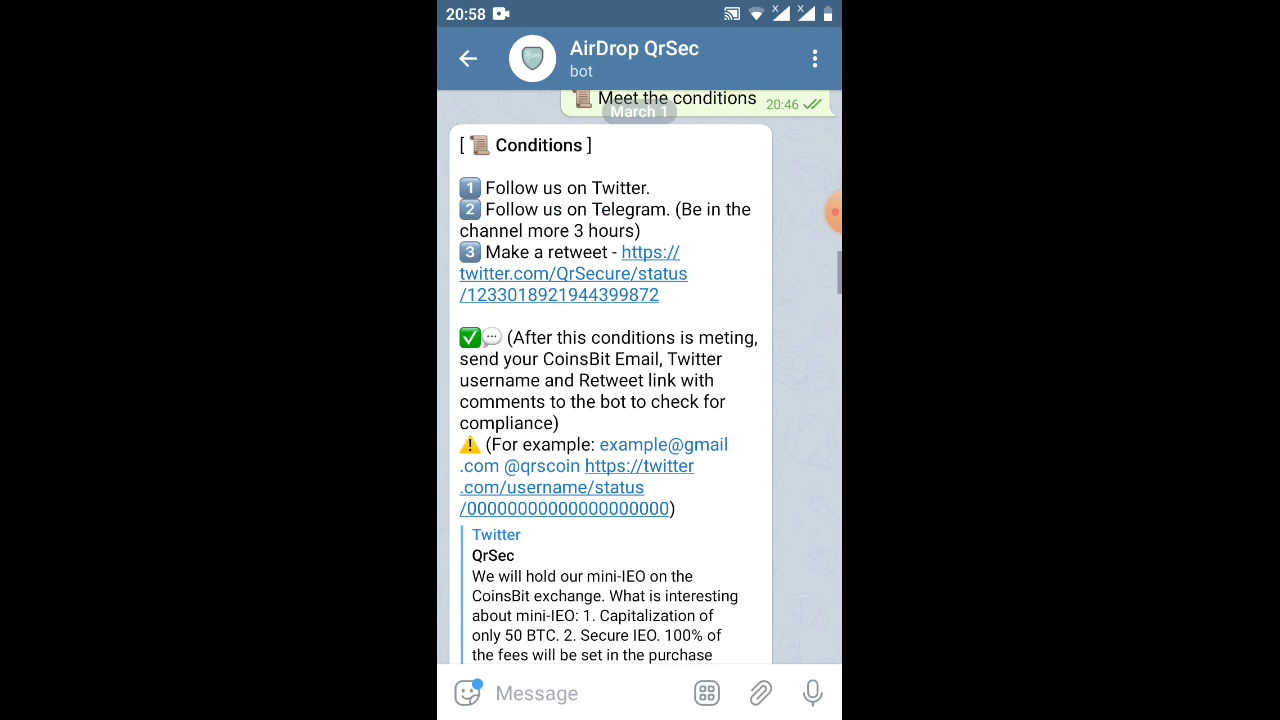 20:58
AirDrop QrSec
bot
Meet the conditions 20:46
March 1
[ 📜 Conditions ]
1 Follow us on Twitter.
2 Follow us on Telegram. (Be in the
channel more 3 hours)
3 Make a retweet - https://
twitter.com/QrSecure/status
/1233018921944399872
✅💬 (After this conditions is meting,
send your CoinsBit Email, Twitter
username and Retweet link with
comments to the bot to check for
compliance)
⚠️ (For example: example@gmail
.com @qrscoin https://twitter
.com/username/status
/00000000000000000000)
Twitter
QrSec
We will hold our mini-IEO on the
CoinsBit exchange. What is interesting
about mini-IEO: 1. Capitalization of
only 50 BTC. 2. Secure IEO. 100% of
the fees will be set in the purchase
Message